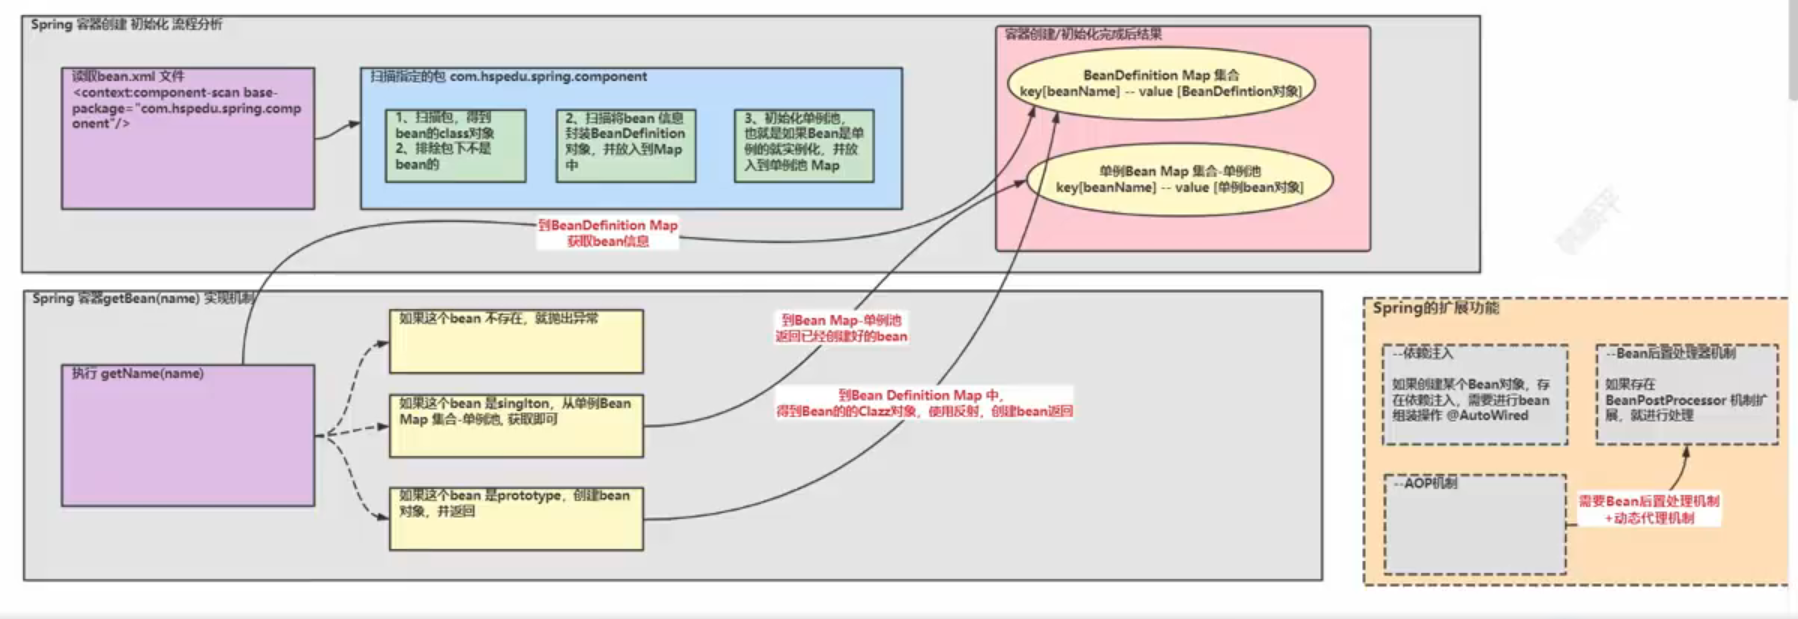 Spring 容器创建 初始化 流程分析
读取bean.xml 文件
<context:component-scan base-
package="com.hspedu.spring.comp
onent"/>
扫描指定的包 com.hspedu.spring.component
1、扫描包，得到
bean的class对象
2、排除包下不是
bean的
2、扫描将bean 信息
封装BeanDefinition
对象，并放入到Map
中
3、初始化单例池，
也就是如果Bean是单
例的就实例化，并放
入到单例池 Map
容器创建/初始化完成后结果
BeanDefinition Map 集合
key[beanName] -- value [BeanDefintion对象]
单例Bean Map 集合-单例池
key[beanName] -- value [单例bean对象]
到BeanDefinition Map
获取bean信息
Spring 容器getBean(name) 实现机制
执行 getName(name)
如果这个bean 不存在，就抛出异常
如果这个bean 是singlton，从单例Bean
Map 集合-单例池, 获取即可
如果这个bean 是prototype，创建bean
对象，并返回
到Bean Map-单例池
返回已经创建好的bean
到Bean Definition Map 中，
得到Bean的的Clazz对象，使用反射，创建bean返回
Spring的扩展功能
--依赖注入
如果创建某个Bean对象，存
在依赖注入，需要进行bean
组装操作 @AutoWired
--Bean后置处理器机制
如果存在
BeanPostProcessor 机制扩
展，就进行处理
--AOP机制
需要Bean后置处理机制
+动态代理机制
韩顺平